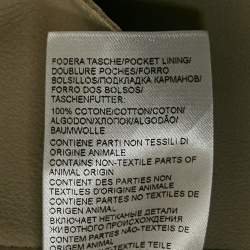 FODERA TASCHE/POCKET LINING/
DOUBLURE POCHES/FORRO
BOLSILLOS/ПОДКЛАДКА КАРМАНОВ/
FORRO DOS BOLSOS/
TASCHENFUTTER:
100% COTONE/COTTON/COTON/
ALGODON/ХЛОПОК/ALGODÃO/
BAUMWOLLE
CONTIENE PARTI NON TESSILI DI
ORIGINE ANIMALE
CONTAINS NON-TEXTILE PARTS OF
ANIMAL ORIGIN
CONTIENT DES PARTIES NON
TEXTILES D'ORIGINE ANIMALE
CONTIENE PARTES NO TEXTILES DE
ORIGEN ANIMAL
ВКЛЮЧАЕТ НЕТКАНЫЕ ДЕТАЛИ
ЖИВОТНОГО ПРОИСХОЖДЕНИЯ
CONTÉM PARTES NÃO TÊXTEIS DE
ORIGEM ANIMAL